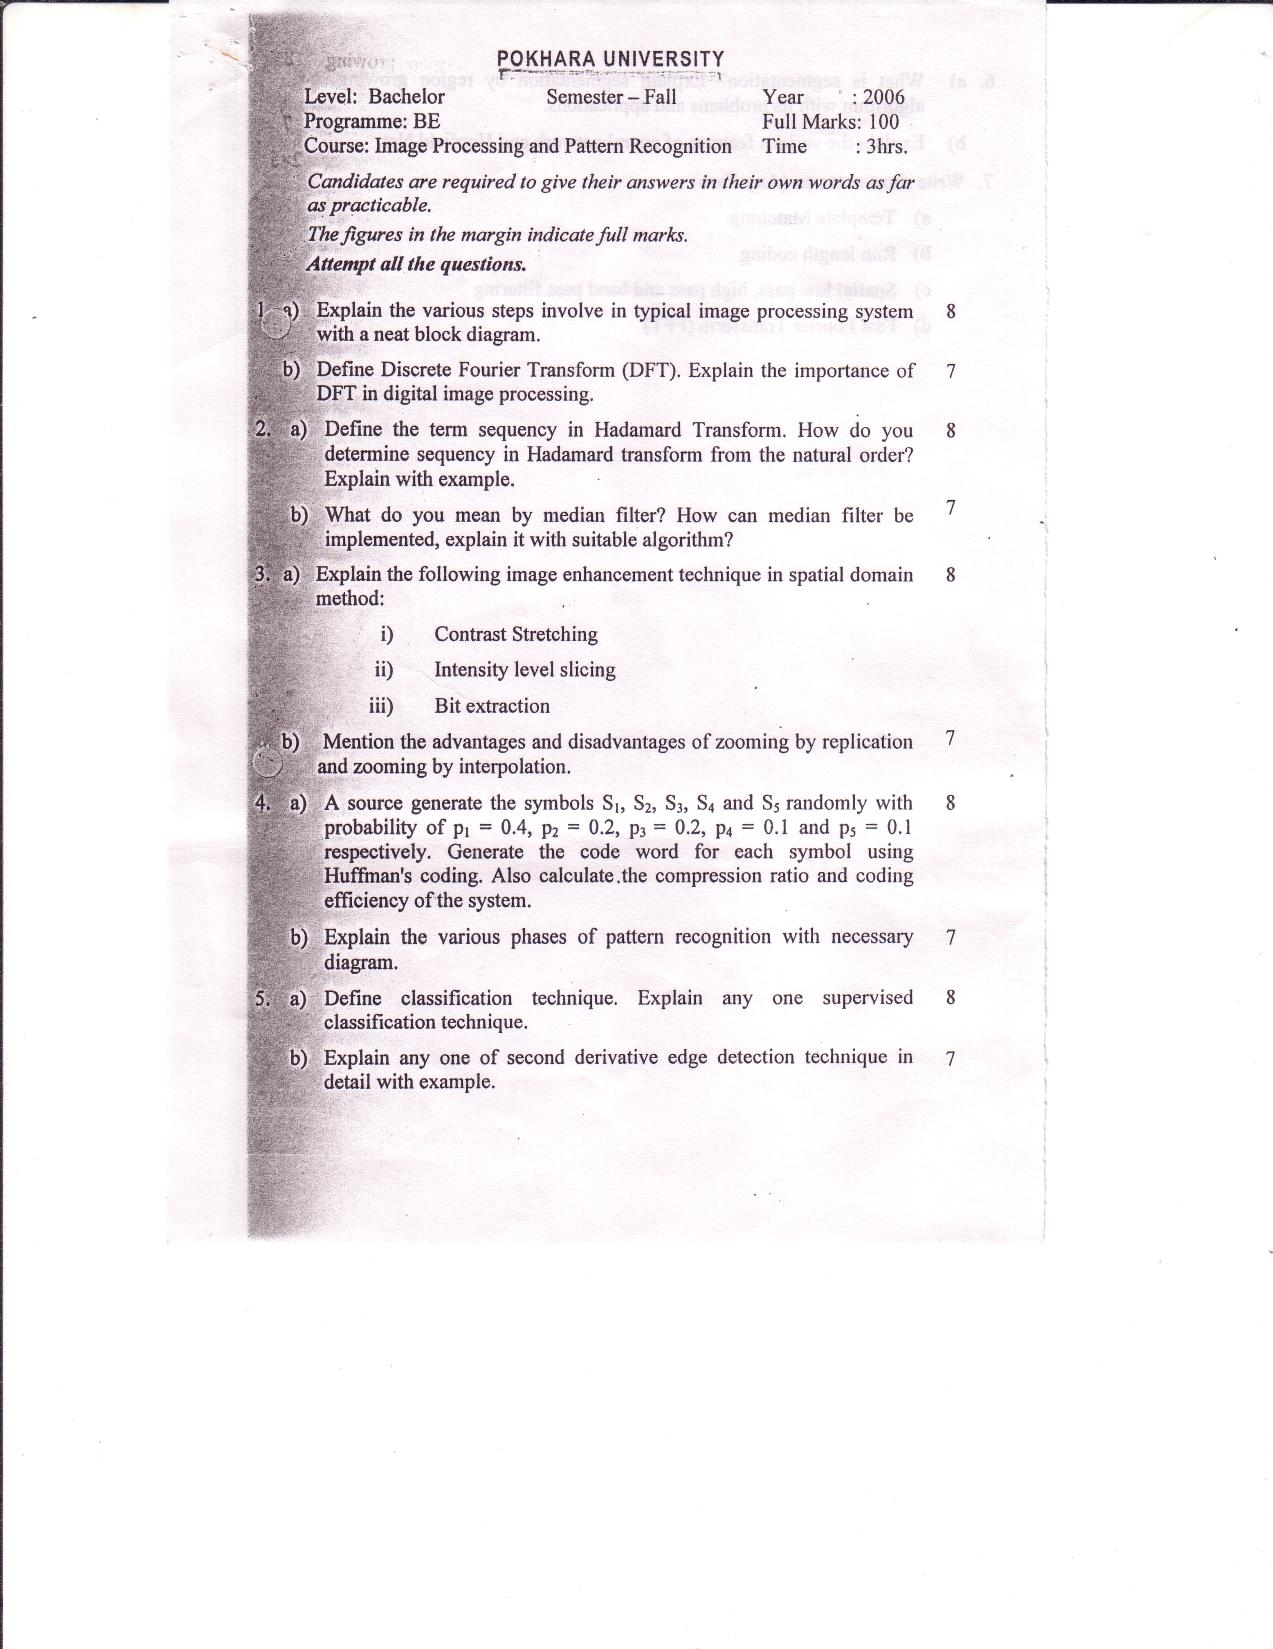 POKHARA UNIVERSITY
Level: Bachelor Semester – Fall Year : 2006
Programme: BE Full Marks: 100
Course: Image Processing and Pattern Recognition Time : 3hrs.
Candidates are required to give their answers in their own words as far
as practicable.
The figures in the margin indicate full marks.
Attempt all the questions.
1. a) Explain the various steps involve in typical image processing system 8
with a neat block diagram.
b) Define Discrete Fourier Transform (DFT). Explain the importance of 7
DFT in digital image processing.
2. a) Define the term sequency in Hadamard Transform. How do you 8
determine sequency in Hadamard transform from the natural order?
Explain with example.
b) What do you mean by median filter? How can median filter be 7
implemented, explain it with suitable algorithm?
3. a) Explain the following image enhancement technique in spatial domain 8
method:
i) Contrast Stretching
ii) Intensity level slicing
iii) Bit extraction
b) Mention the advantages and disadvantages of zooming by replication 7
and zooming by interpolation.
4. a) A source generate the symbols S₁, S₂, S₃, S₄ and S₅ randomly with 8
probability of p₁ = 0.4, p₂ = 0.2, p₃ = 0.2, p₄ = 0.1 and p₅ = 0.1
respectively. Generate the code word for each symbol using
Huffman's coding. Also calculate the compression ratio and coding
efficiency of the system.
b) Explain the various phases of pattern recognition with necessary 7
diagram.
5. a) Define classification technique. Explain any one supervised 8
classification technique.
b) Explain any one of second derivative edge detection technique in 7
detail with example.